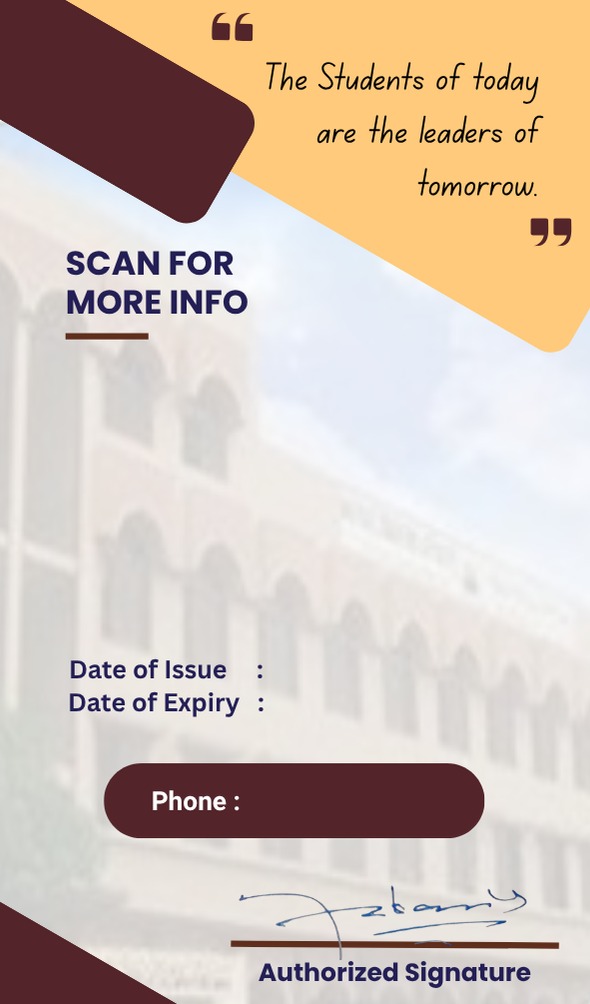 “
The Students of today
are the leaders of
tomorrow.
”
SCAN FOR
MORE INFO
Date of Issue :
Date of Expiry :
Phone :
Authorized Signature